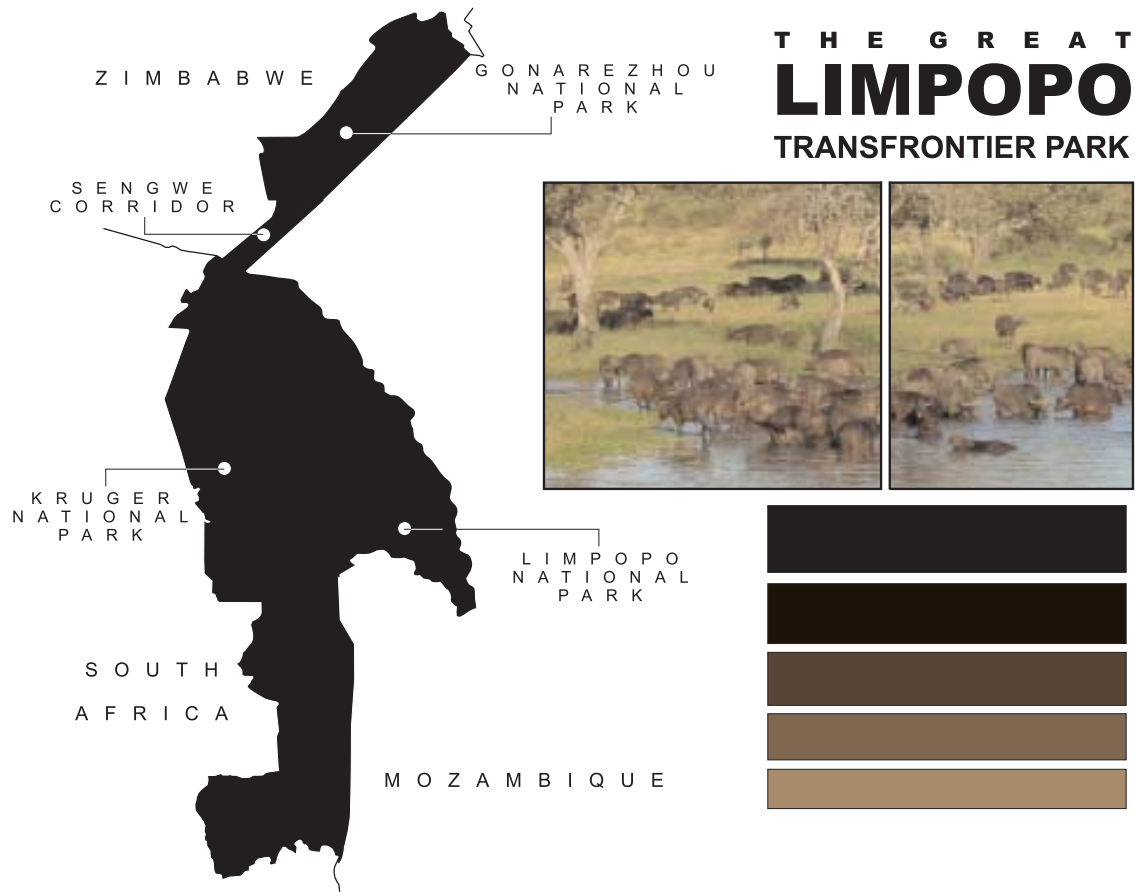 THE GREAT
LIMPOPO
TRANSFRONTIER PARK
ZIMBABWE
GONAREZHOU
NATIONAL
PARK
SENGWE
CORRIDOR
KRUGER
NATIONAL
PARK
LIMPOPO
NATIONAL
PARK
SOUTH
AFRICA
MOZAMBIQUE